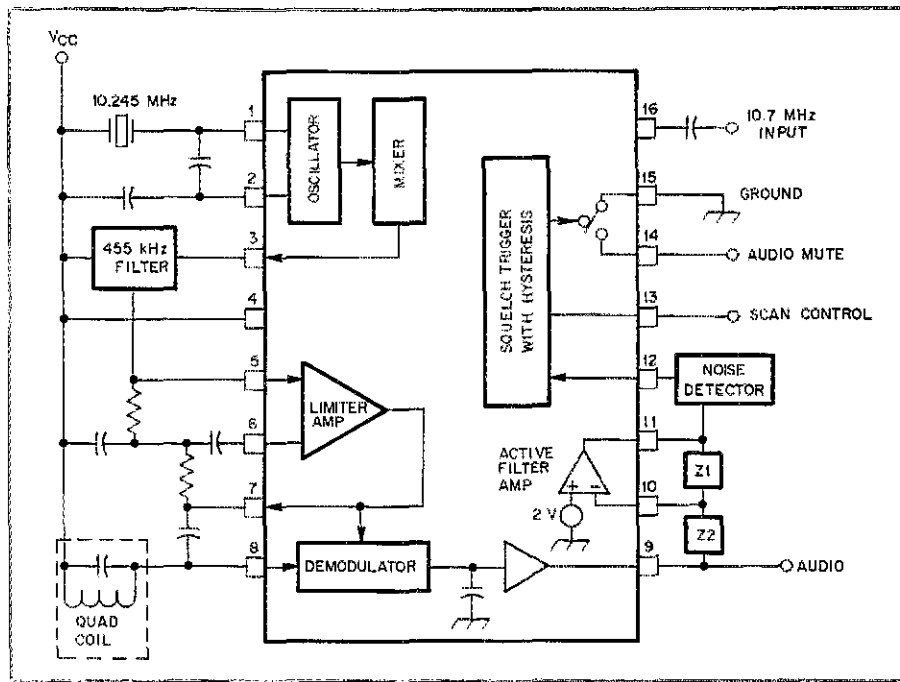 VCC
10.245 MHz
1
2
3
4
5
6
7
8
455 kHz
FILTER
QUAD
COIL
OSCILLATOR
MIXER
LIMITER
AMP
DEMODULATOR
SQUELCH TRIGGER
WITH HYSTERESIS
ACTIVE
FILTER
AMP
+ -
2 V
16
10.7 MHz
INPUT
15
GROUND
14
AUDIO MUTE
13
SCAN CONTROL
12
NOISE
DETECTOR
11
Z1
10
Z2
9
AUDIO